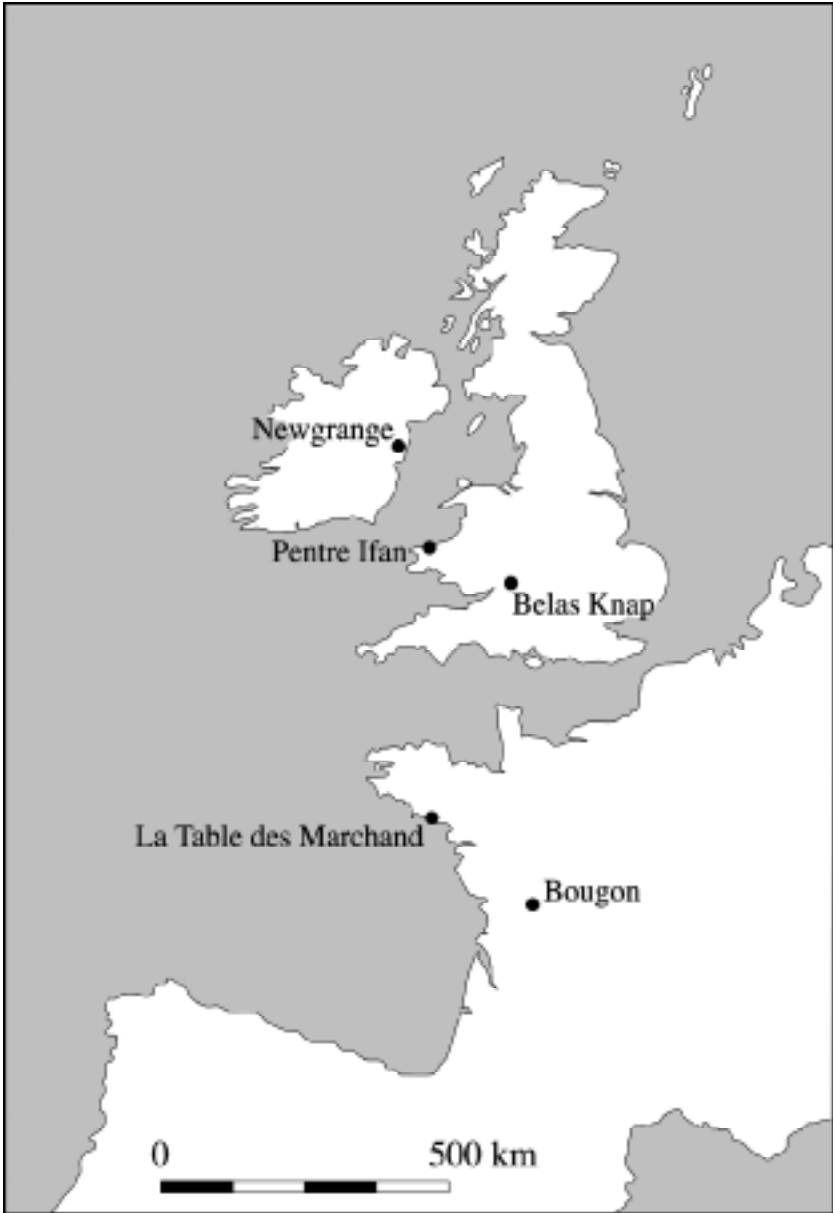 Newgrange
Pentre Ifan
Belas Knap
La Table des Marchand
Bougon
0 500 km